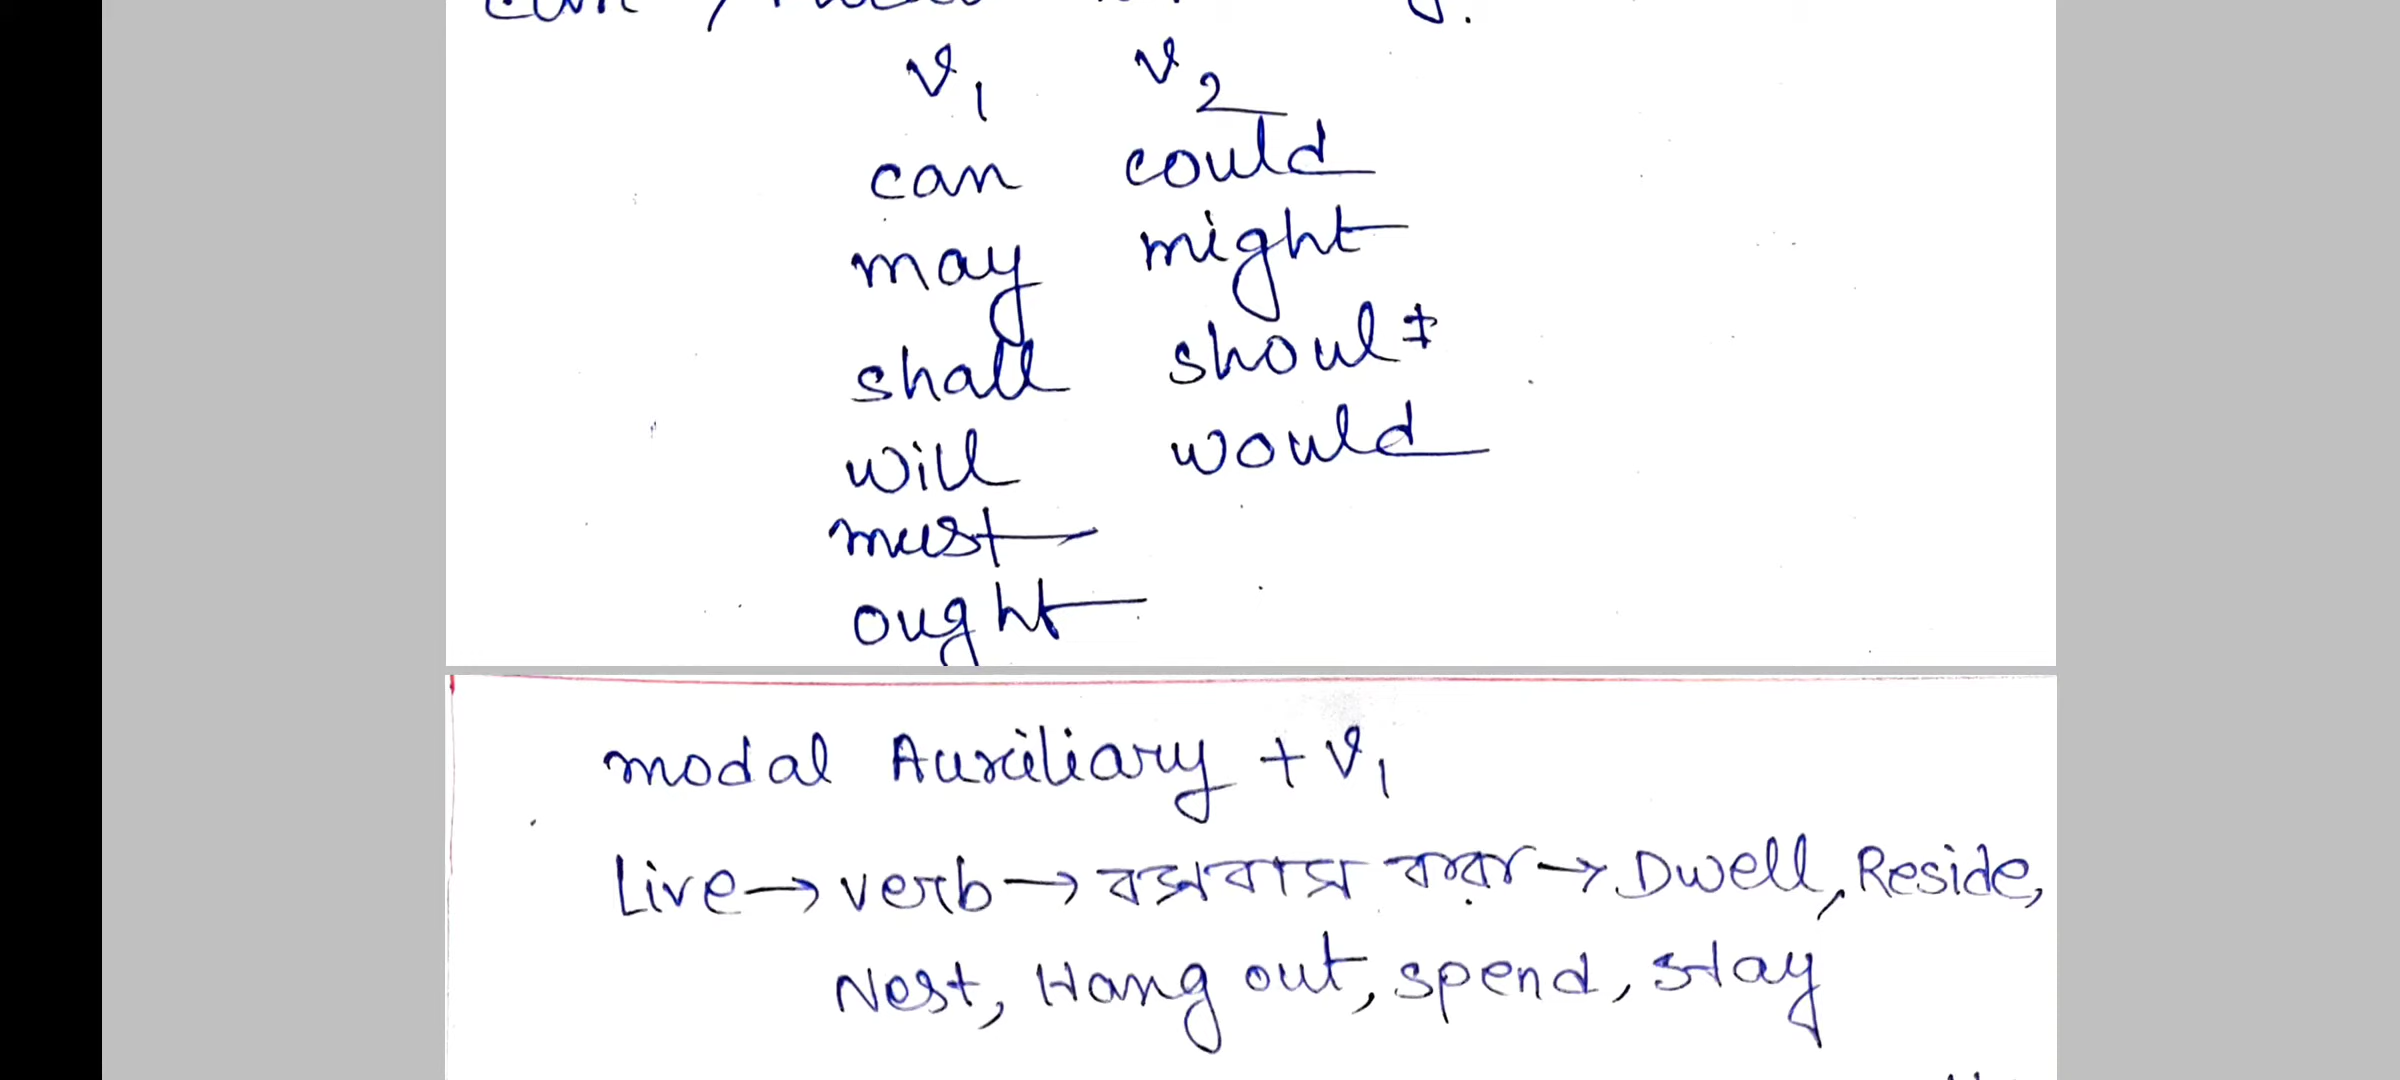 v1 v2
can could
may might
shall should
will would
must
ought
modal Auxiliary + v1
Live → verb → বসবাস করা → Dwell, Reside,
Nest, Hang out, spend, stay